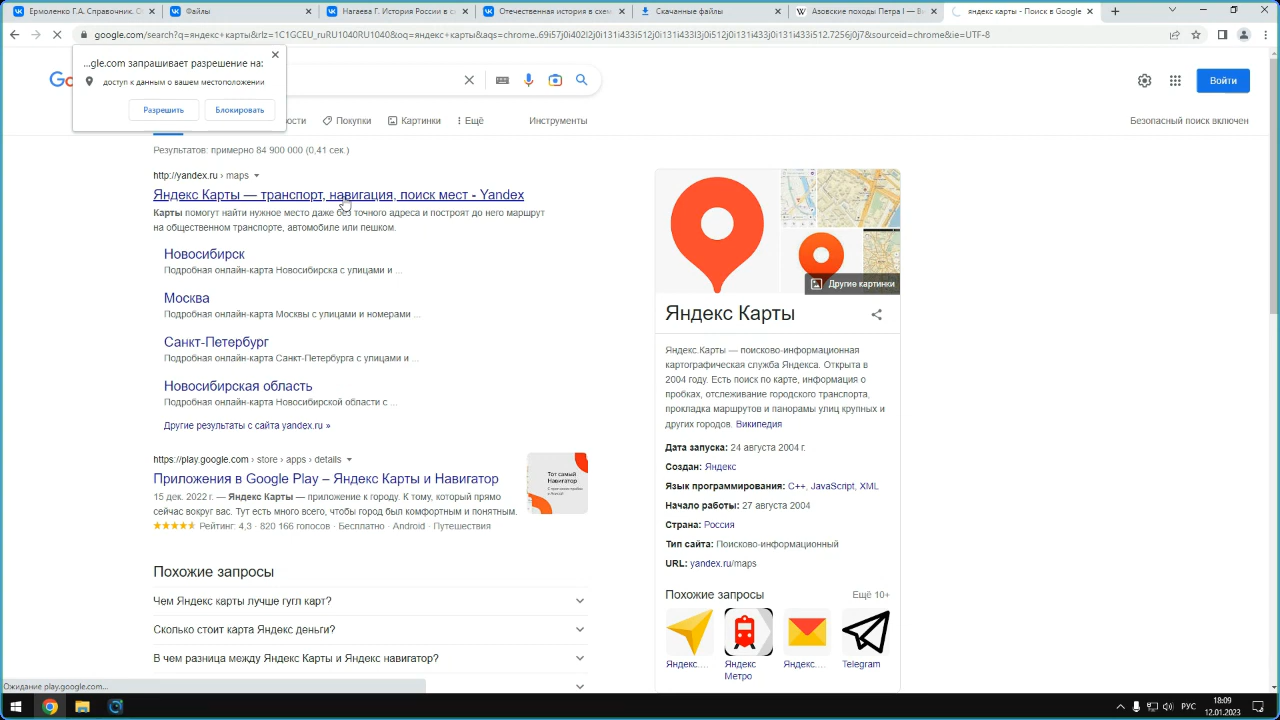 Ермоленко Г.А. Справочник. О
Файлы
Нагаева Г. История России в сх
Отечественная история в схем
Скачанные файлы
Азовские походы Петра I — Ви
яндекс карты - Поиск в Google
google.com/search?q=яндекс+карты&rlz=1C1GCEU_ruRU1040RU1040&oq=яндекс+карты&aqs=chrome.69i57j0i402l2j0i131i433i512j0i131i433l3j0i512j0i131i433i512.7256j0j7&sourceid=chrome&ie=UTF-8
...gle.com запрашивает разрешение на:
доступ к данным о вашем местоположении
Разрешить Блокировать
Go
Войти
ости Покупки Картинки Ещё Инструменты Безопасный поиск включен
Результатов: примерно 84 900 000 (0,41 сек.)
http://yandex.ru › maps
Яндекс Карты — транспорт, навигация, поиск мест - Yandex
Карты помогут найти нужное место даже точного адреса и построят до него маршрут
на общественном транспорте, автомобиле или пешком.
Новосибирск
Подробная онлайн-карта Новосибирска с улицами и ...
Москва
Подробная онлайн-карта Москвы с улицами и номерами ...
Санкт-Петербург
Подробная онлайн-карта Санкт-Петербурга с улицами и ...
Новосибирская область
Подробная онлайн-карта Новосибирской области с ...
Другие результаты с сайта yandex.ru »
https://play.google.com › store › apps › details
Приложения в Google Play – Яндекс Карты и Навигатор
15 дек. 2022 г. — Яндекс Карты — приложение к городу. К тому, который прямо
сейчас вокруг вас. Тут есть много всего, чтобы город был комфортным и понятным.
Рейтинг: 4,3 · 820 166 голосов · Бесплатно · Android · Путешествия
Тот самый
Навигатор
Похожие запросы
Чем Яндекс карты лучше гугл карт?
Сколько стоит карта Яндекс деньги?
В чем разница между Яндекс Карты и Яндекс навигатор?
Другие картинки
Яндекс Карты
Яндекс.Карты — поисково-информационная
картографическая служба Яндекса. Открыта в
2004 году. Есть поиск по карте, информация о
пробках, отслеживание городского транспорта,
прокладка маршрутов и панорамы улиц крупных и
других городов. Википедия
Дата запуска: 24 августа 2004 г.
Создан: Яндекс
Язык программирования: C++, JavaScript, XML
Начало работы: 27 августа 2004
Страна: Россия
Тип сайта: Поисково-информационный
URL: yandex.ru/maps
Похожие запросы Ещё 10+
Яндекс.... Яндекс Метро Яндекс.... Telegram
Ожидание play.google.com...
РУС
18:09
12.01.2023